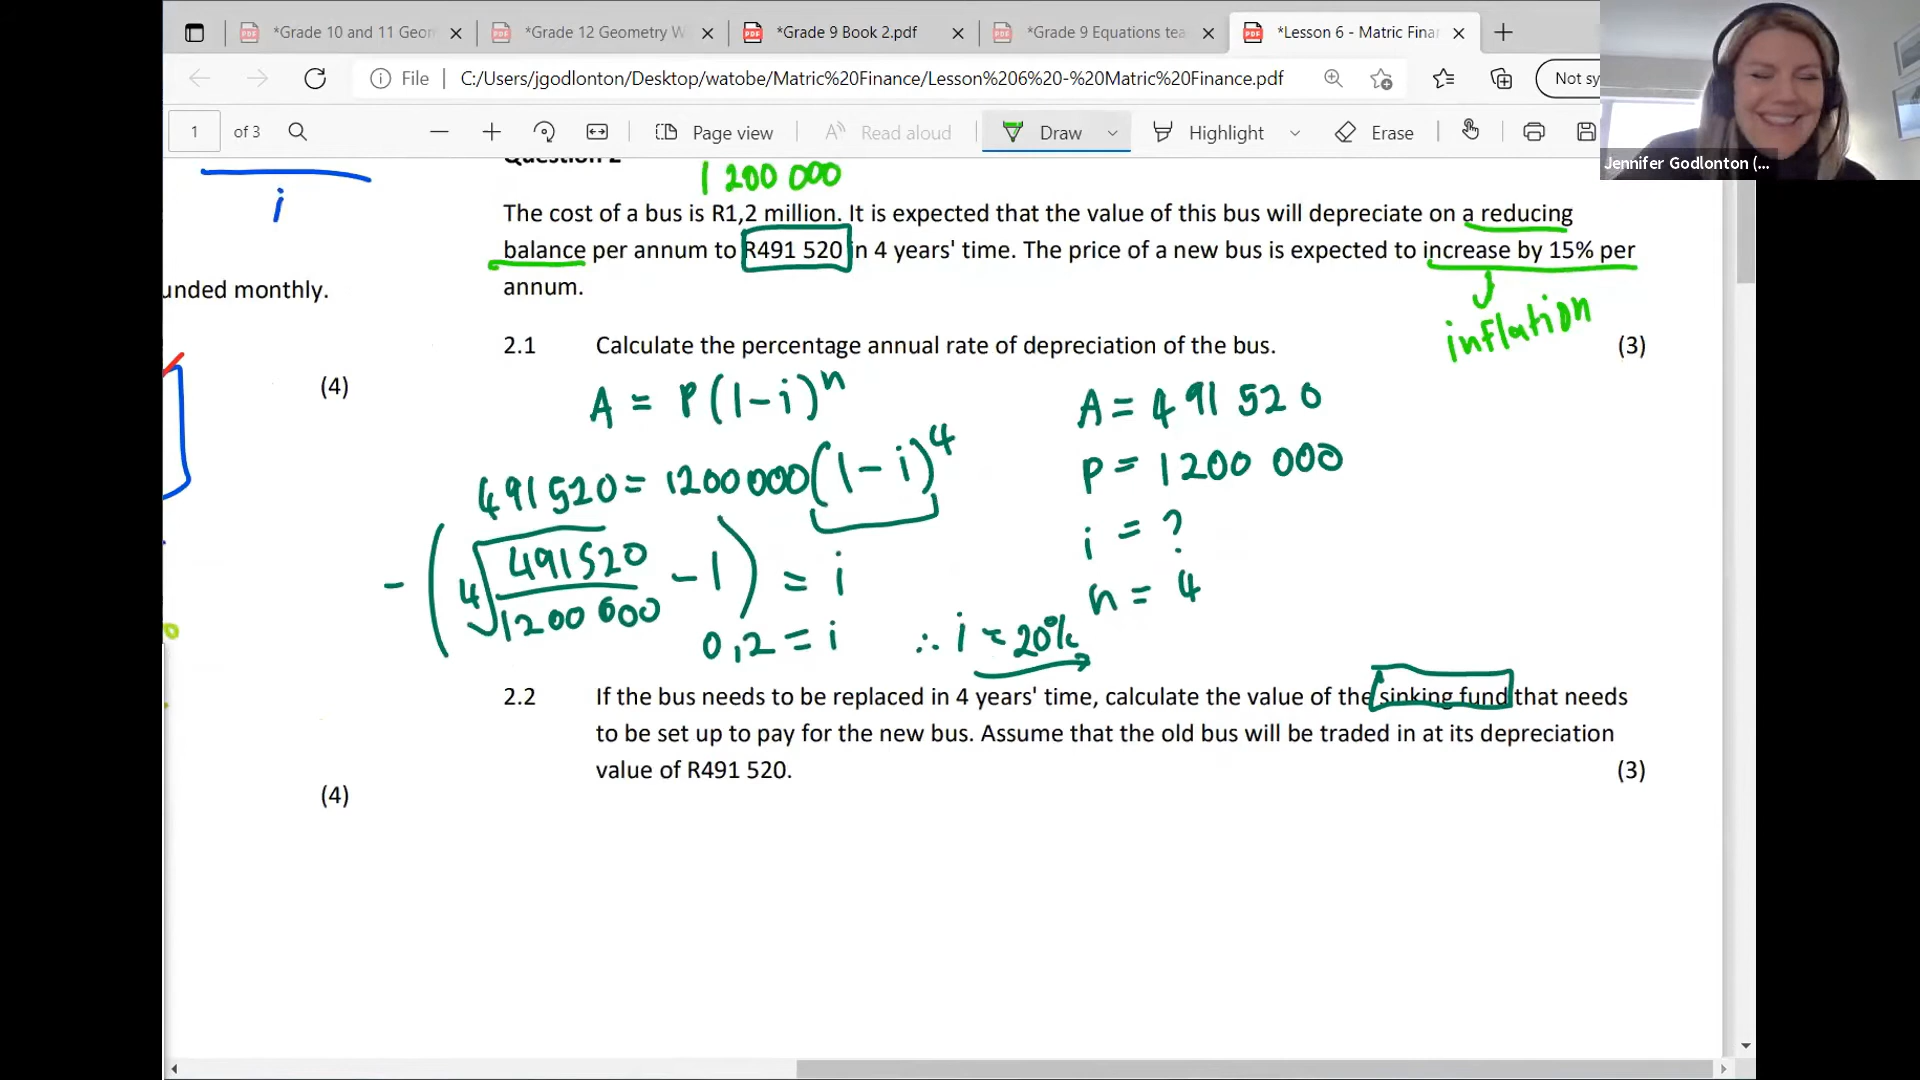 *Grade 10 and 11 Geor
*Grade 12 Geometry W
*Grade 9 Book 2.pdf
*Grade 9 Equations tea
*Lesson 6 - Matric Finar
File
C:/Users/jgodlonton/Desktop/watobe/Matric%20Finance/Lesson%206%20-%20Matric%20Finance.pdf
Not sy
1 of 3
Page view
Read aloud
Draw
Highlight
Erase
Jennifer Godlonton (...
Question 2
1 200 000
i
The cost of a bus is R1,2 million. It is expected that the value of this bus will depreciate on a reducing
balance per annum to R491 520 in 4 years' time. The price of a new bus is expected to increase by 15% per
annum.
unded monthly.
inflation
2.1 Calculate the percentage annual rate of depreciation of the bus. (3)
(4)
A = P(1-i)^n
A = 491 520
491520 = 1200000(1-i)^4
P = 1200 000
i = ?
-(4√(491520/1200 000) - 1) = i
n = 4
0,2 = i ∴ i = 20%
2.2 If the bus needs to be replaced in 4 years' time, calculate the value of the sinking fund that needs
to be set up to pay for the new bus. Assume that the old bus will be traded in at its depreciation
value of R491 520. (3)
(4)